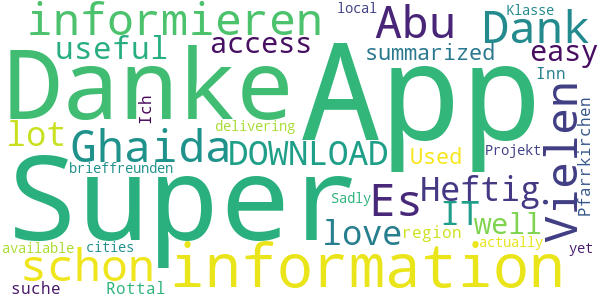 local
Klasse
informieren
Abu
Dank
useful
access
summarized
easy
Danke
App
Inn
Ich
lot
Ghaida
delivering
DOWNLOAD
Used
Projekt
Vielen
Pfarrkirchen
brieffreunden
Super
Sadly
Es
Heftig
IT
love
region
well
available
cities
actually
yet
schon
information
suche
Rottal